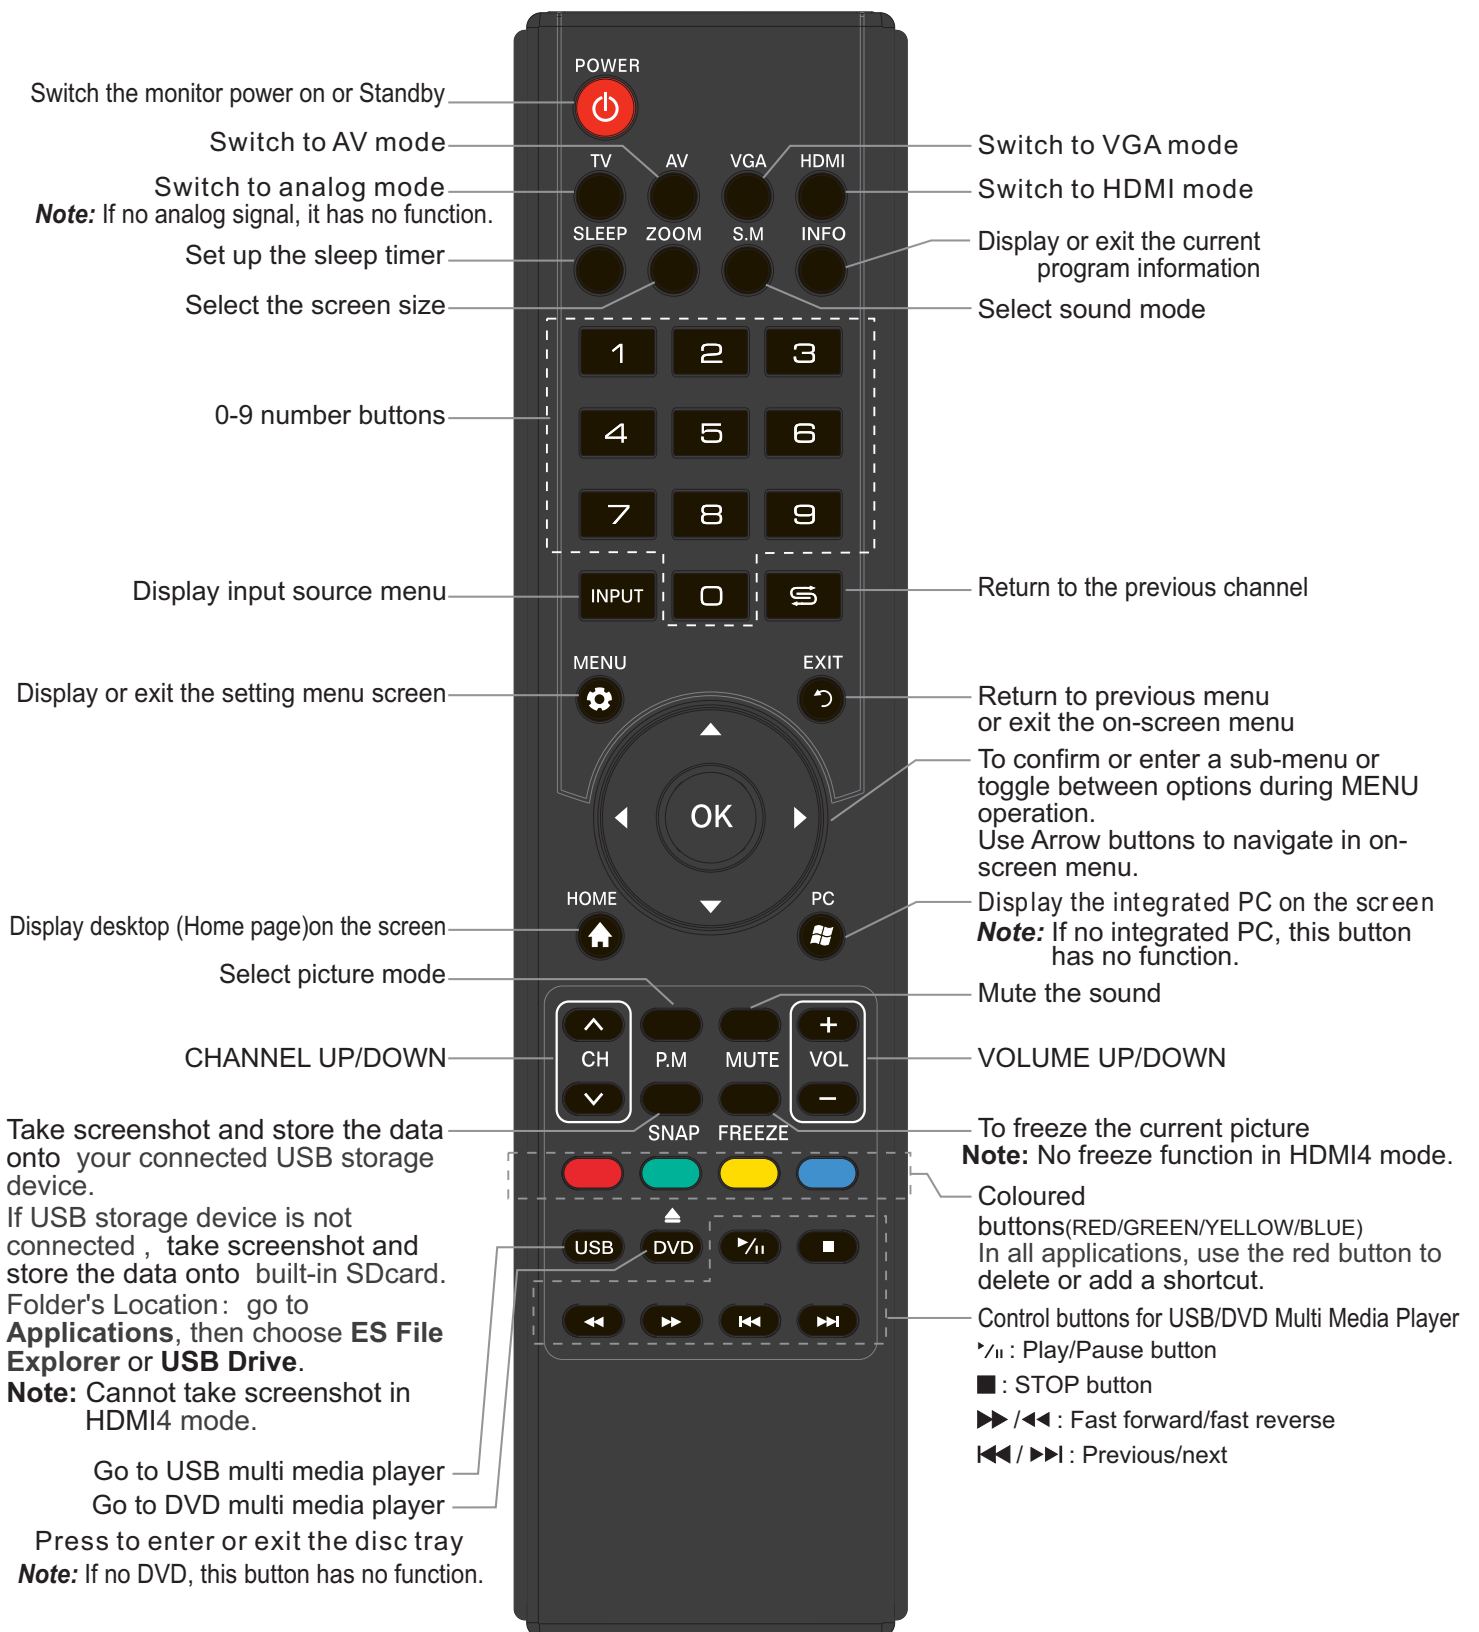 POWER
Switch the monitor power on or Standby
Switch to AV mode
Switch to analog mode
Note: If no analog signal, it has no function.
Set up the sleep timer
Select the screen size
0-9 number buttons
Display input source menu
Display or exit the setting menu screen
Display desktop (Home page)on the screen
Select picture mode
CHANNEL UP/DOWN
Take screenshot and store the data
onto your connected USB storage
device.
If USB storage device is not
connected , take screenshot and
store the data onto built-in SDcard.
Folder's Location: go to
Applications, then choose ES File
Explorer or USB Drive.
Note: Cannot take screenshot in
HDMI4 mode.
Go to USB multi media player
Go to DVD multi media player
Press to enter or exit the disc tray
Note: If no DVD, this button has no function.
TV AV VGA HDMI
SLEEP ZOOM S.M INFO
1 2 3
4 5 6
7 8 9
INPUT 0
MENU EXIT
OK
HOME PC
CH P.M MUTE VOL
SNAP FREEZE
USB DVD
Switch to VGA mode
Switch to HDMI mode
Display or exit the current
program information
Select sound mode
Return to the previous channel
Return to previous menu
or exit the on-screen menu
To confirm or enter a sub-menu or
toggle between options during MENU
operation.
Use Arrow buttons to navigate in on-
screen menu.
Display the integrated PC on the screen
Note: If no integrated PC, this button
has no function.
Mute the sound
VOLUME UP/DOWN
To freeze the current picture
Note: No freeze function in HDMI4 mode.
Coloured
buttons(RED/GREEN/YELLOW/BLUE)
In all applications, use the red button to
delete or add a shortcut.
Control buttons for USB/DVD Multi Media Player
: Play/Pause button
: STOP button
/ : Fast forward/fast reverse
/ : Previous/next